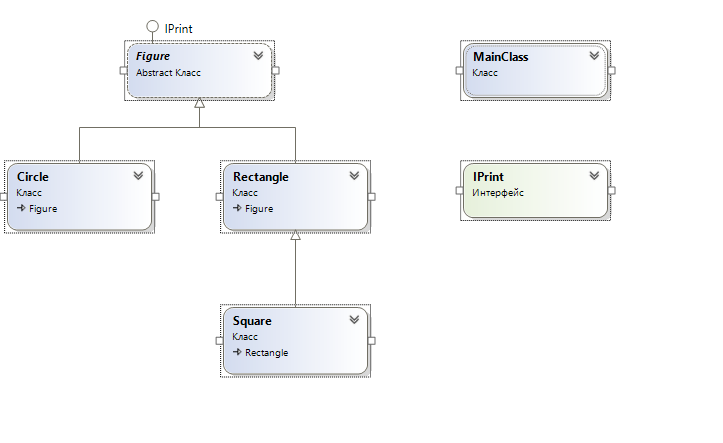 IPrint
Figure
Abstract Класс
MainClass
Класс
Circle
Класс
Figure
Rectangle
Класс
Figure
IPrint
Интерфейс
Square
Класс
Rectangle